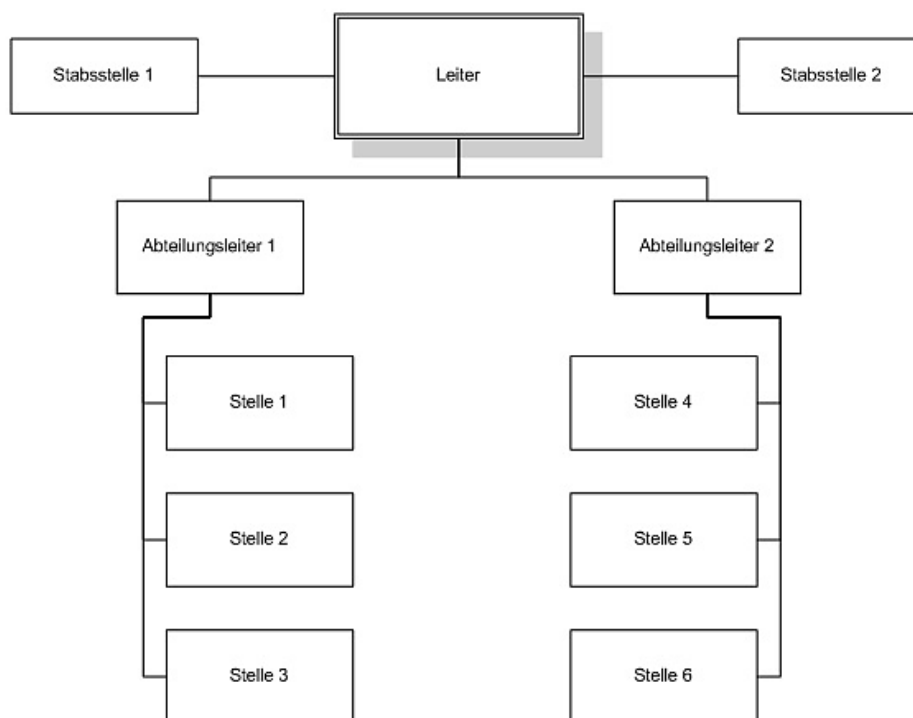 Stabsstelle 1
Leiter
Stabsstelle 2
Abteilungsleiter 1
Abteilungsleiter 2
Stelle 1
Stelle 4
Stelle 2
Stelle 5
Stelle 3
Stelle 6